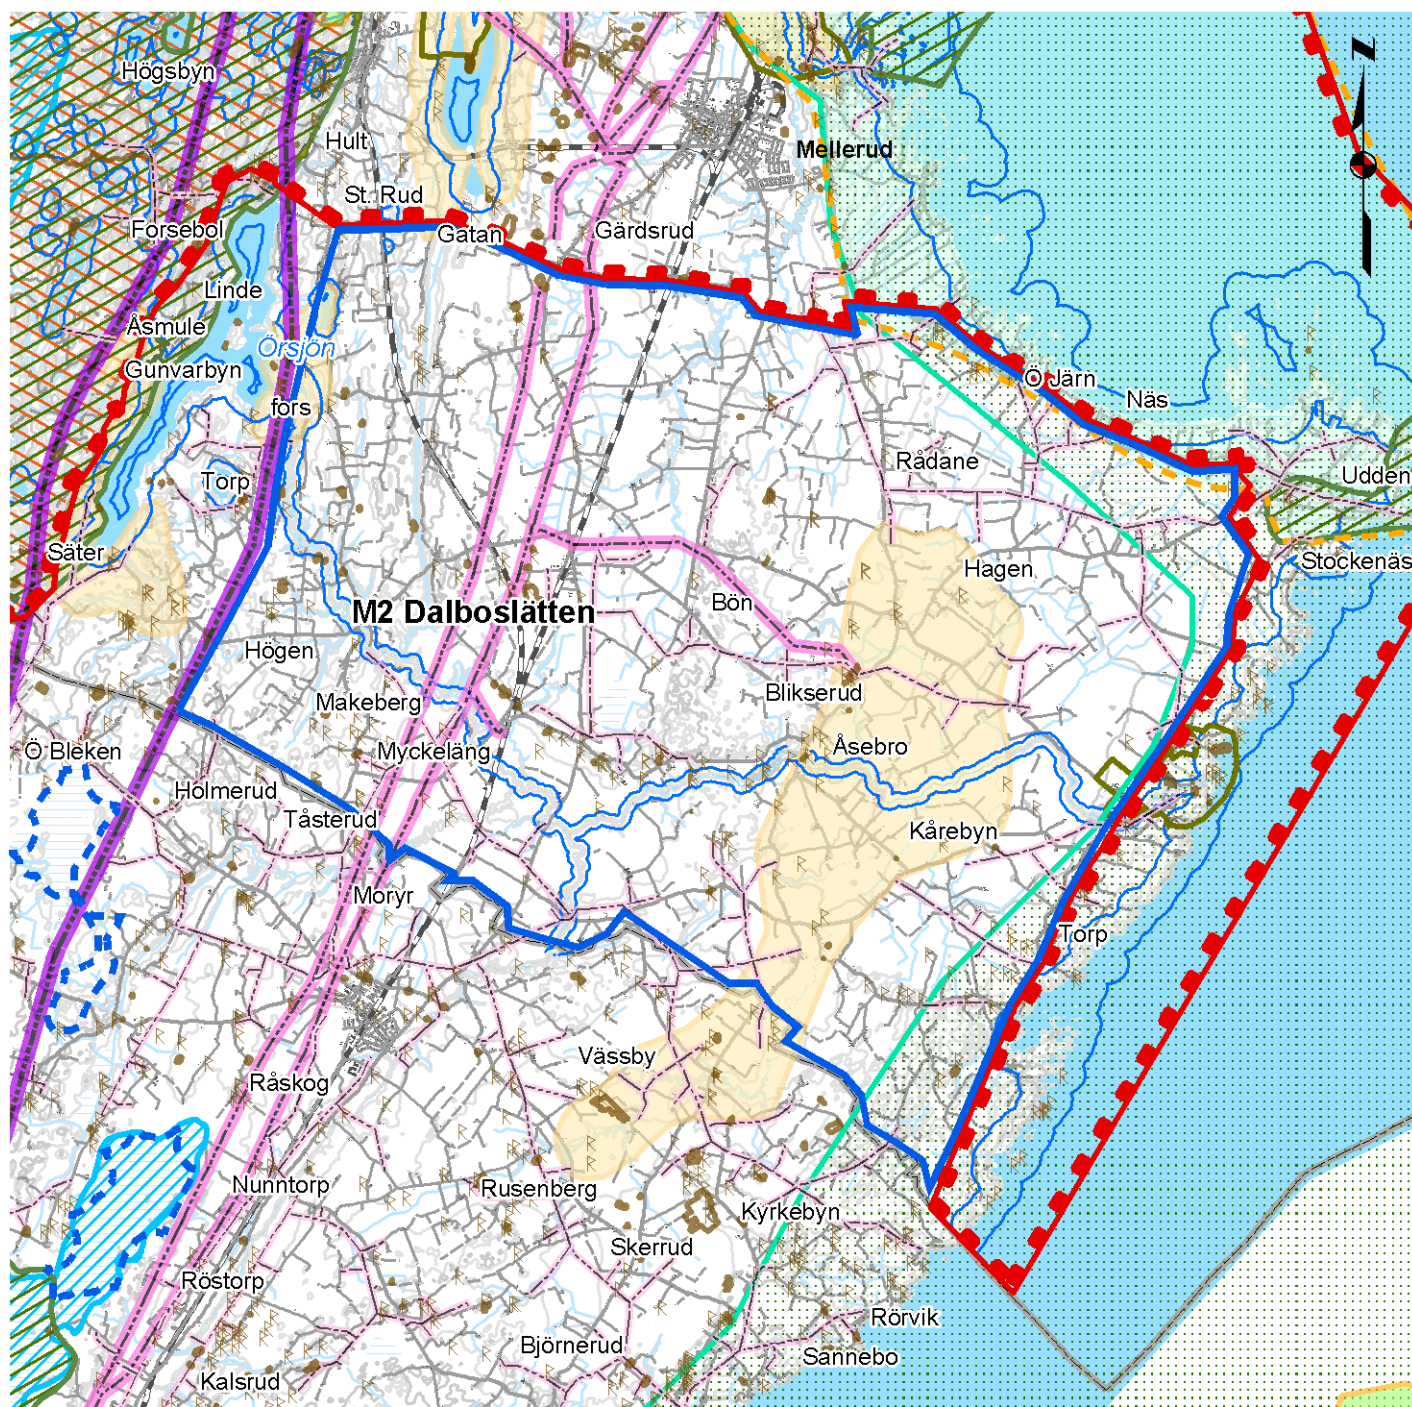 Z
Högsbyn
Hult
Mellerud
St. Rud
Forsebol
Gatan
Gärdsrud
Linde
Åsmule
Örsjön
Gunvarbyn
Ö Järn
Näs
fors
Rådane
Torp
Udden
Säter
Stockenäs
Hagen
M2 Dalboslätten
Bön
Högen
Blikserud
Makeberg
Ö Bleken
Myckeläng
Åsebro
Holmerud
Tåsterud
Kårebyn
Moryr
Torp
Vässby
Råskog
Nunntorp
Rusenberg
Kyrkebyn
Skerrud
Röstorp
Rörvik
Björnerud
Sannebo
Kalsrud